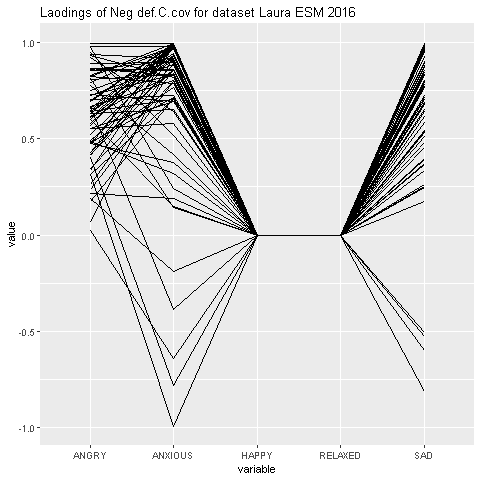 Laodings of Neg def.C.cov for dataset Laura ESM 2016
1.0
0.5
0.0
-0.5
-1.0
value
ANGRY ANXIOUS HAPPY RELAXED SAD
variable